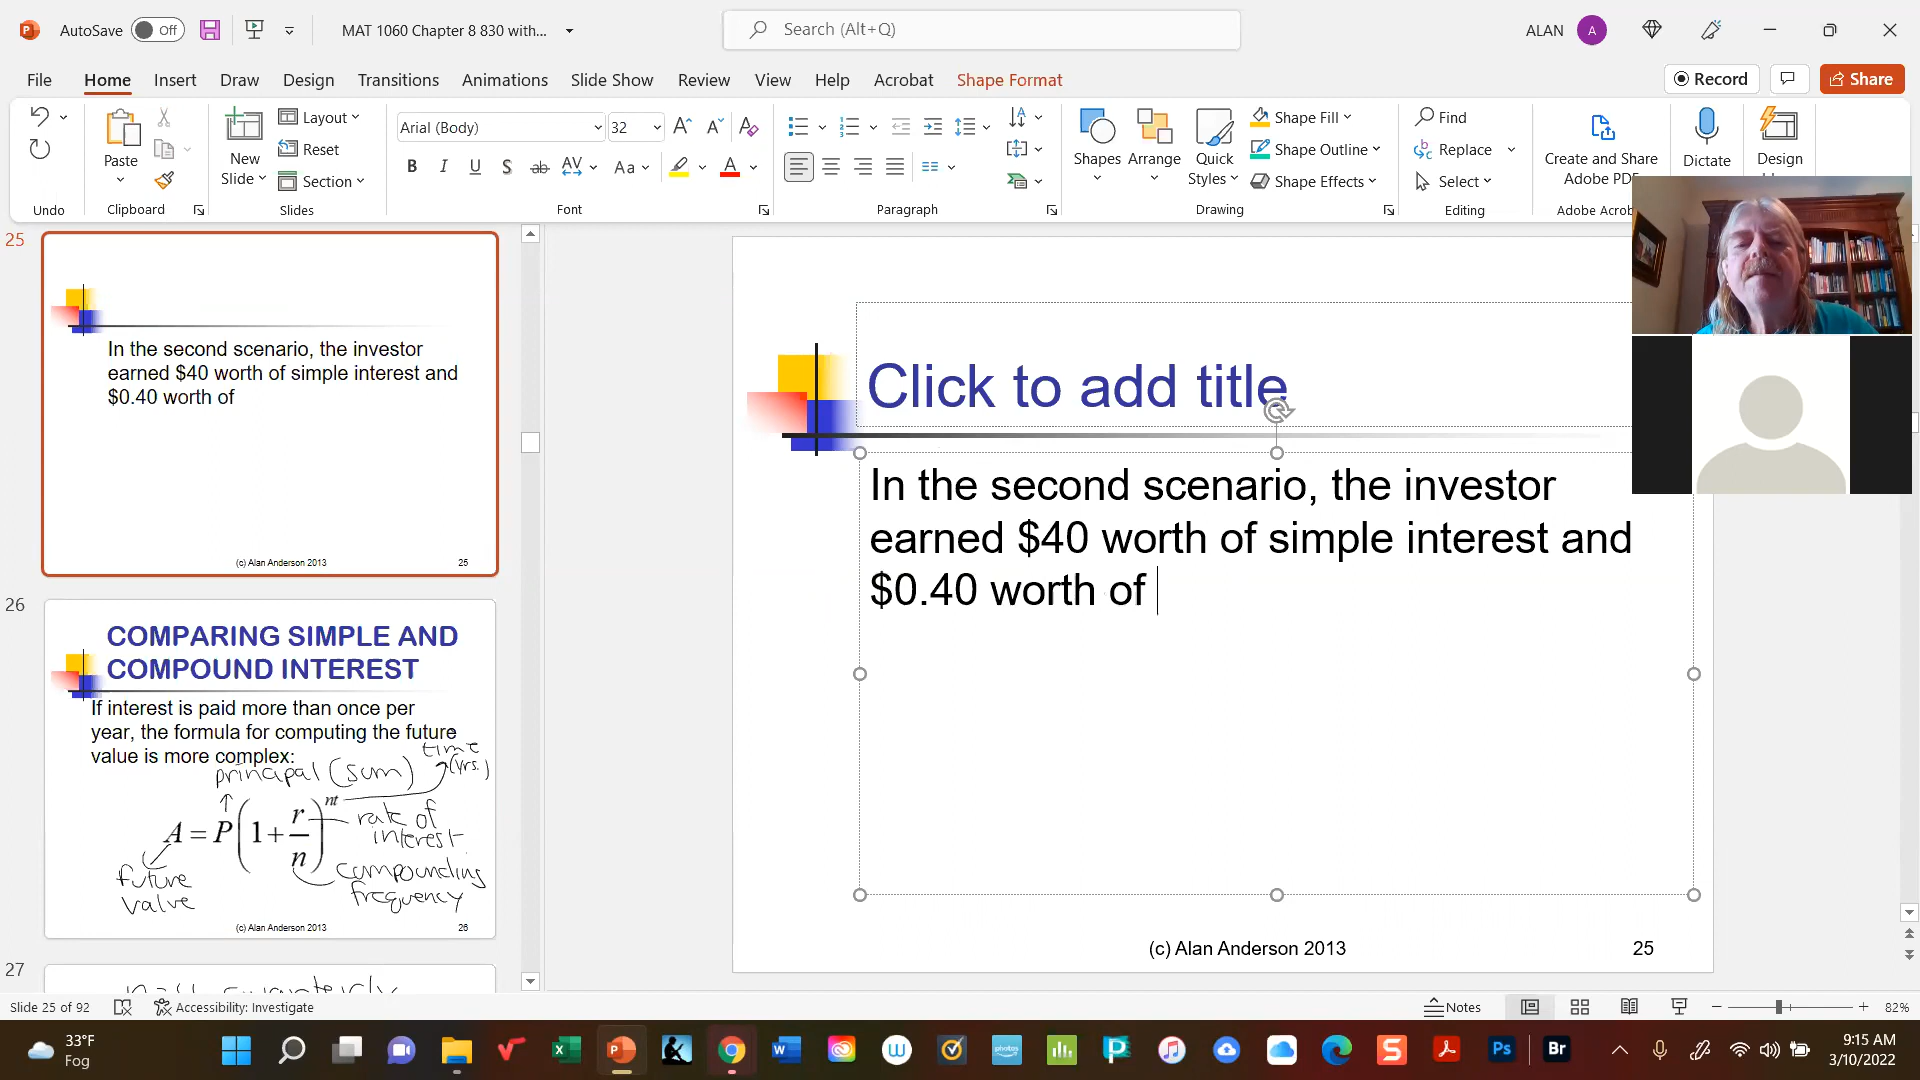 AutoSave Off MAT 1060 Chapter 8 830 with... Search (Alt+Q) ALAN A
File Home Insert Draw Design Transitions Animations Slide Show Review View Help Acrobat Shape Format Record Share
Undo
Paste
Clipboard
New
Slide
Layout
Reset
Section
Slides
Arial (Body) 32
B I U S ab AV Aa A
Font
Paragraph
Shapes Arrange Quick
Styles
Shape Fill
Shape Outline
Shape Effects
Drawing
Find
Replace
Select
Editing
Create and Share
Adobe PDF
Adobe Acrob
Dictate
Design
25
In the second scenario, the investor
earned $40 worth of simple interest and
$0.40 worth of
(c) Alan Anderson 2013 25
26
COMPARING SIMPLE AND
COMPOUND INTEREST
If interest is paid more than once per
year, the formula for computing the future
value is more complex:
time
(yrs.)
principal (sum)
A = P(1 + r/n)^nt
rate of
interest
compounding
frequency
future
value
(c) Alan Anderson 2013 26
27
Click to add title
In the second scenario, the investor
earned $40 worth of simple interest and
$0.40 worth of
(c) Alan Anderson 2013 25
Slide 25 of 92 Accessibility: Investigate Notes 82%
33°F
Fog
9:15 AM
3/10/2022